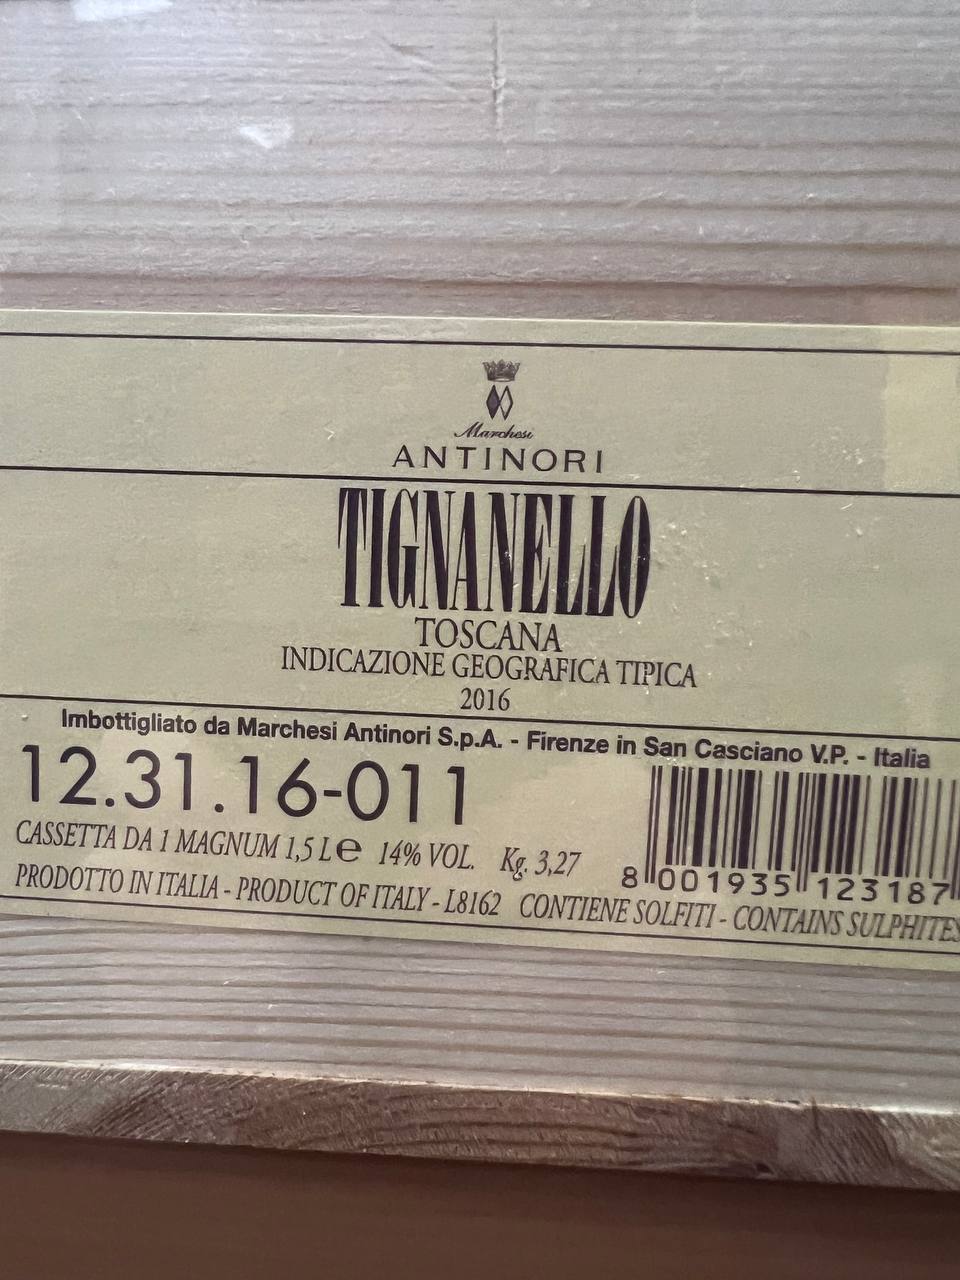 Marchesi
ANTINORI
TIGNANELLO
TOSCANA
INDICAZIONE GEOGRAFICA TIPICA
2016
Imbottigliato da Marchesi Antinori S.p.A. - Firenze in San Casciano V.P. - Italia
12.31.16-011
CASSETTA DA 1 MAGNUM 1,5 L e 14% VOL. Kg. 3,27
8 001935 123187
PRODOTTO IN ITALIA - PRODUCT OF ITALY - L8162 CONTIENE SOLFITI - CONTAINS SULPHITES